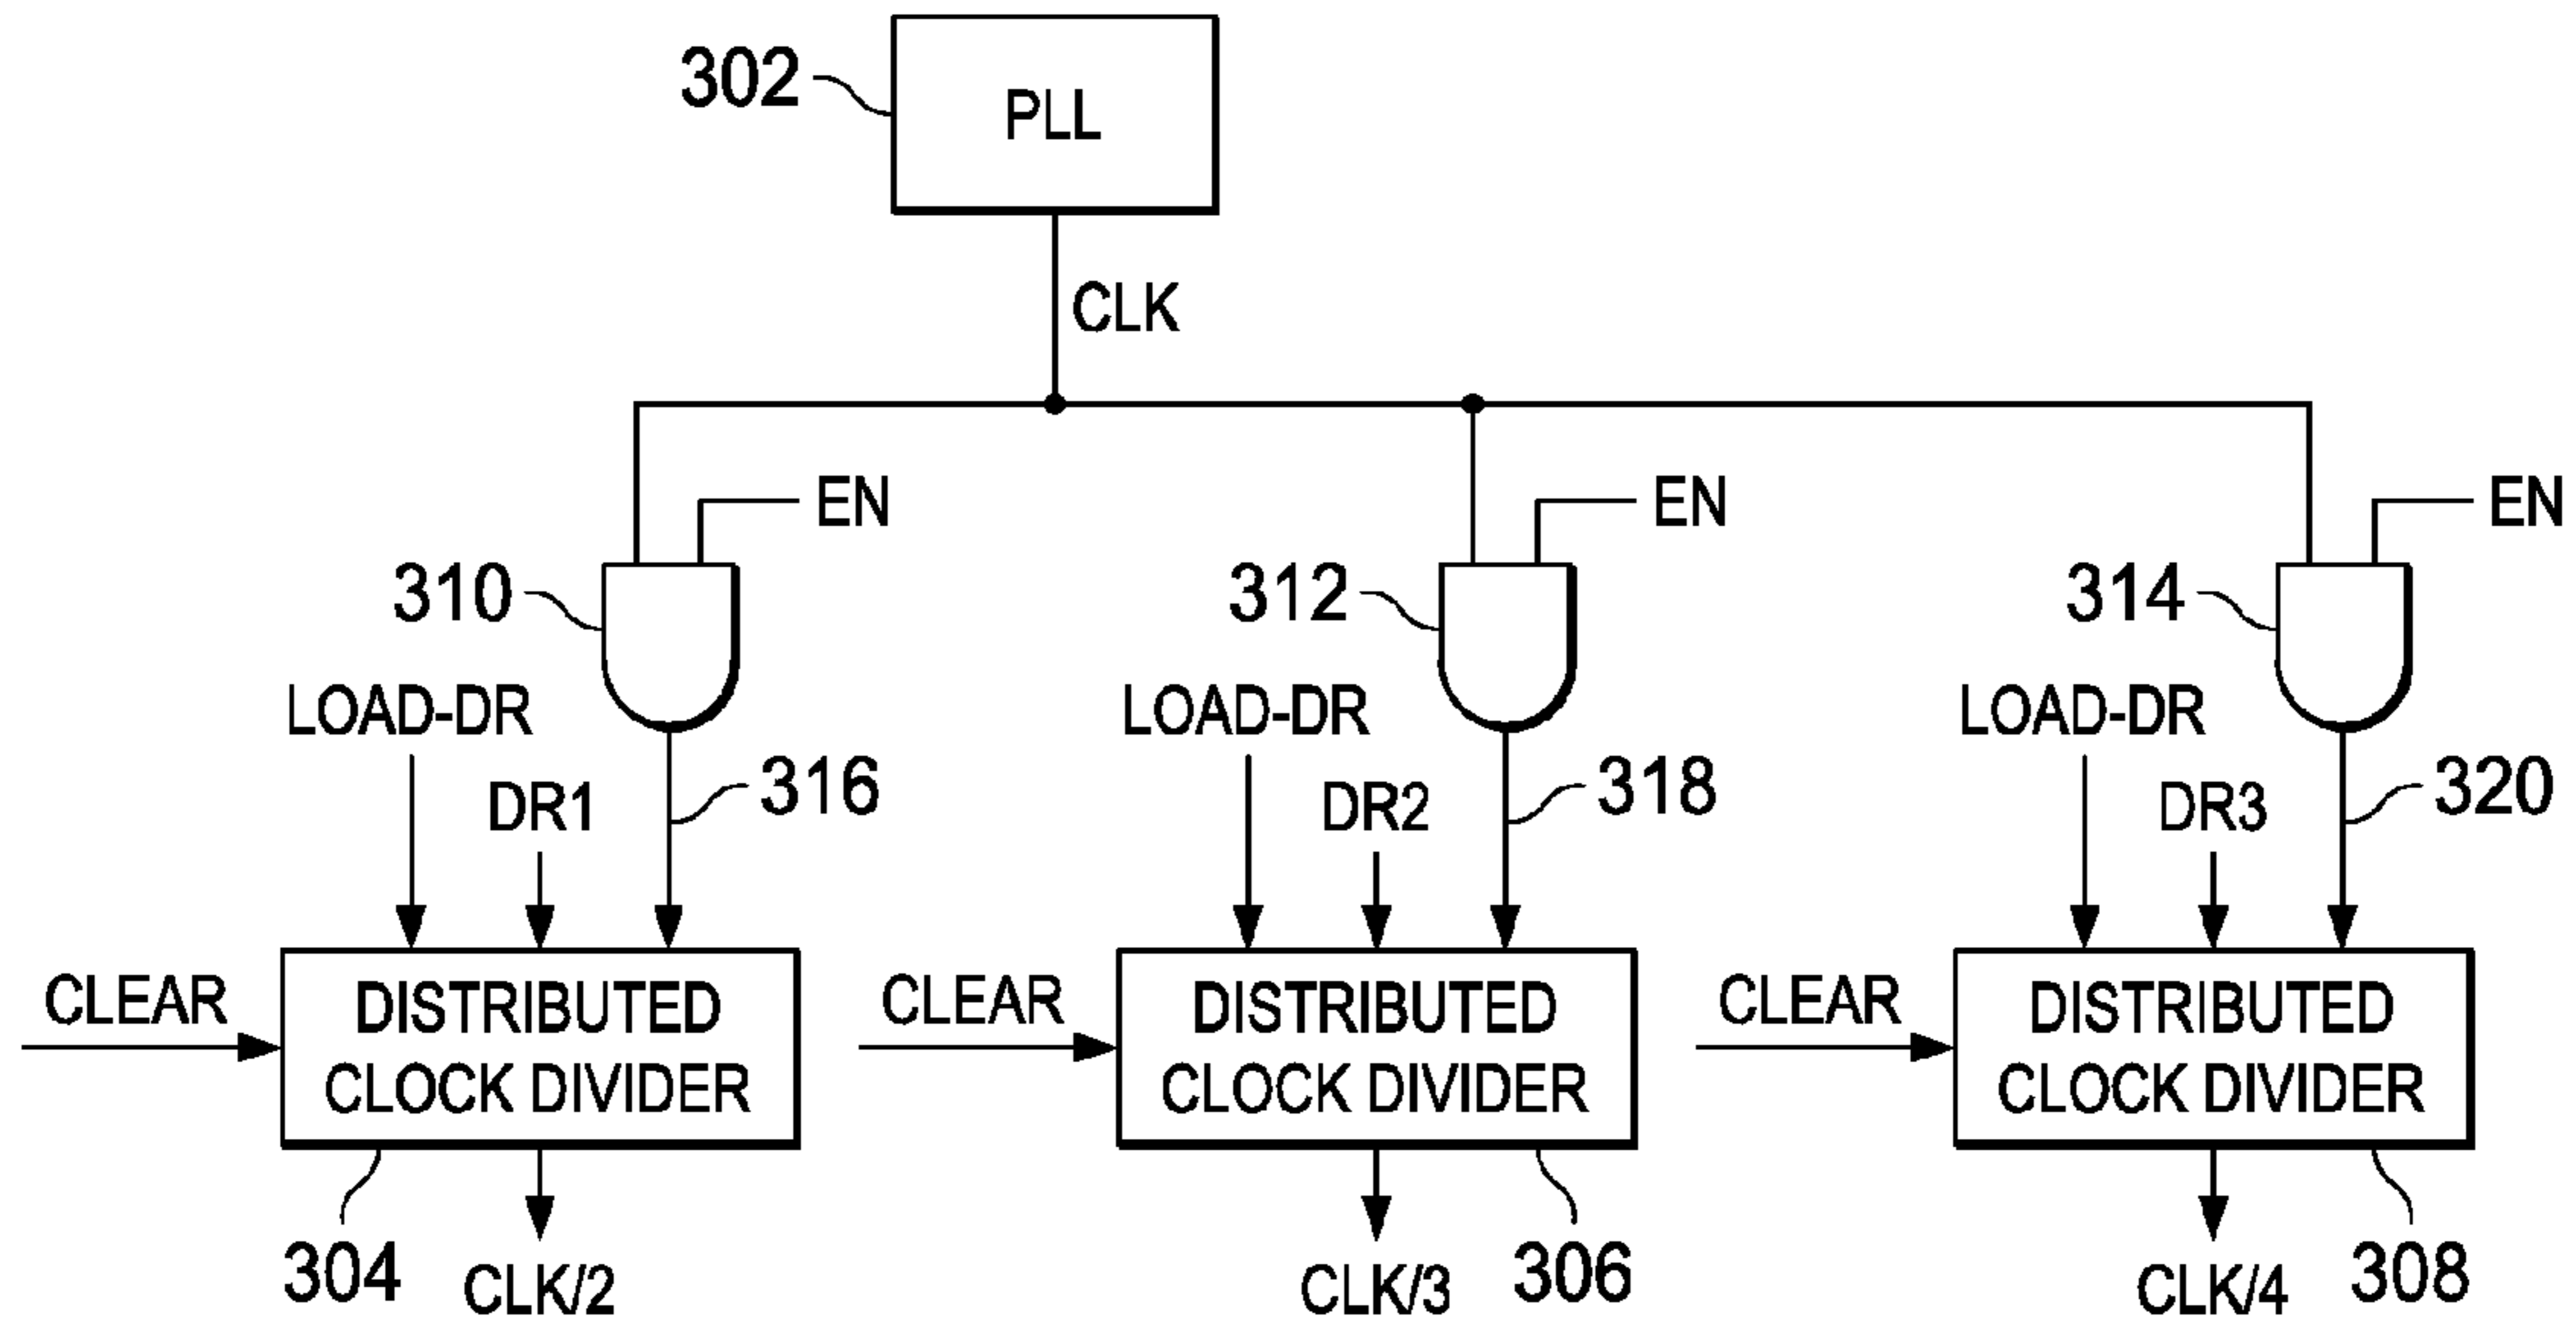 302
PLL
CLK
EN
EN
EN
310
312
314
LOAD-DR
LOAD-DR
LOAD-DR
DR1
316
DR2
318
DR3
320
CLEAR
DISTRIBUTED
CLOCK DIVIDER
CLEAR
DISTRIBUTED
CLOCK DIVIDER
CLEAR
DISTRIBUTED
CLOCK DIVIDER
304
CLK/2
CLK/3
306
CLK/4
308